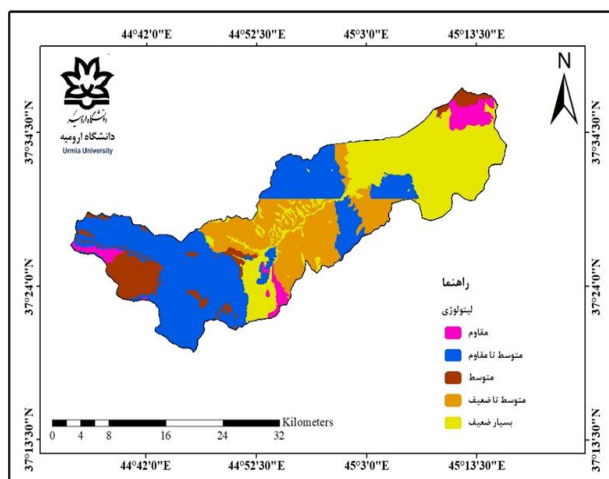 44°42'0"E 44°52'30"E 45°3'0"E 45°13'30"E
N
دانشگاه ارومیه
دانشگاه ارومیه
Urmia University
37°34'30"N 37°34'30"N
37°24'0"N 37°24'0"N
37°13'30"N 37°13'30"N
راهنما
لیتولوژی
مقاوم
متوسط تا مقاوم
متوسط
متوسط تا ضعیف
بسیار ضعیف
Kilometers
0 2 4 8 16 24 32
44°42'0"E 44°52'30"E 45°3'0"E 45°13'30"E